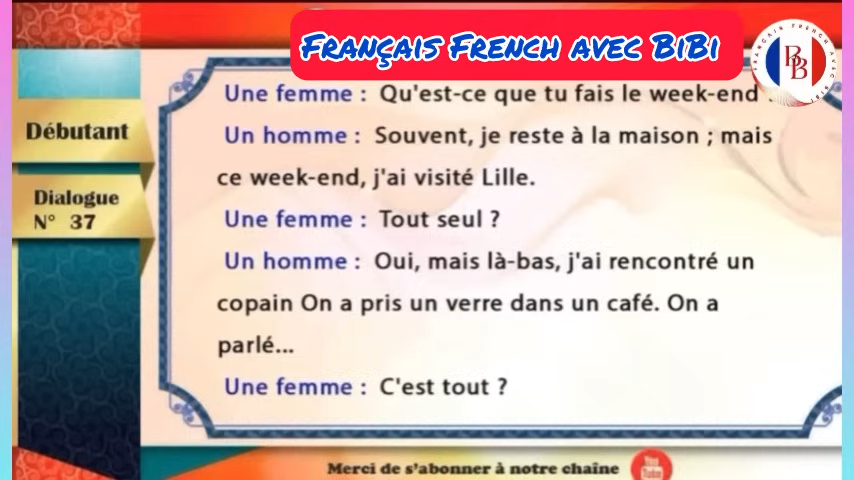 Français French avec BiBi
Une femme : Qu'est-ce que tu fais le week-end
Débutant
Un homme : Souvent, je reste à la maison ; mais
ce week-end, j'ai visité Lille.
Dialogue
N° 37
Une femme : Tout seul ?
Un homme : Oui, mais là-bas, j'ai rencontré un
copain On a pris un verre dans un café. On a
parlé...
Une femme : C'est tout ?
Merci de s'abonner à notre chaîne
You
Tube